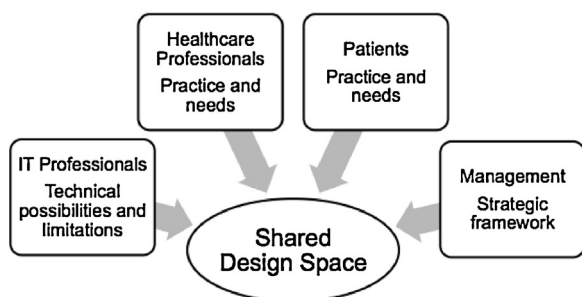 Healthcare
Professionals
Practice and
needs
Patients
Practice and
needs
IT Professionals
Technical
possibilities and
limitations
Management
Strategic
framework
Shared
Design Space